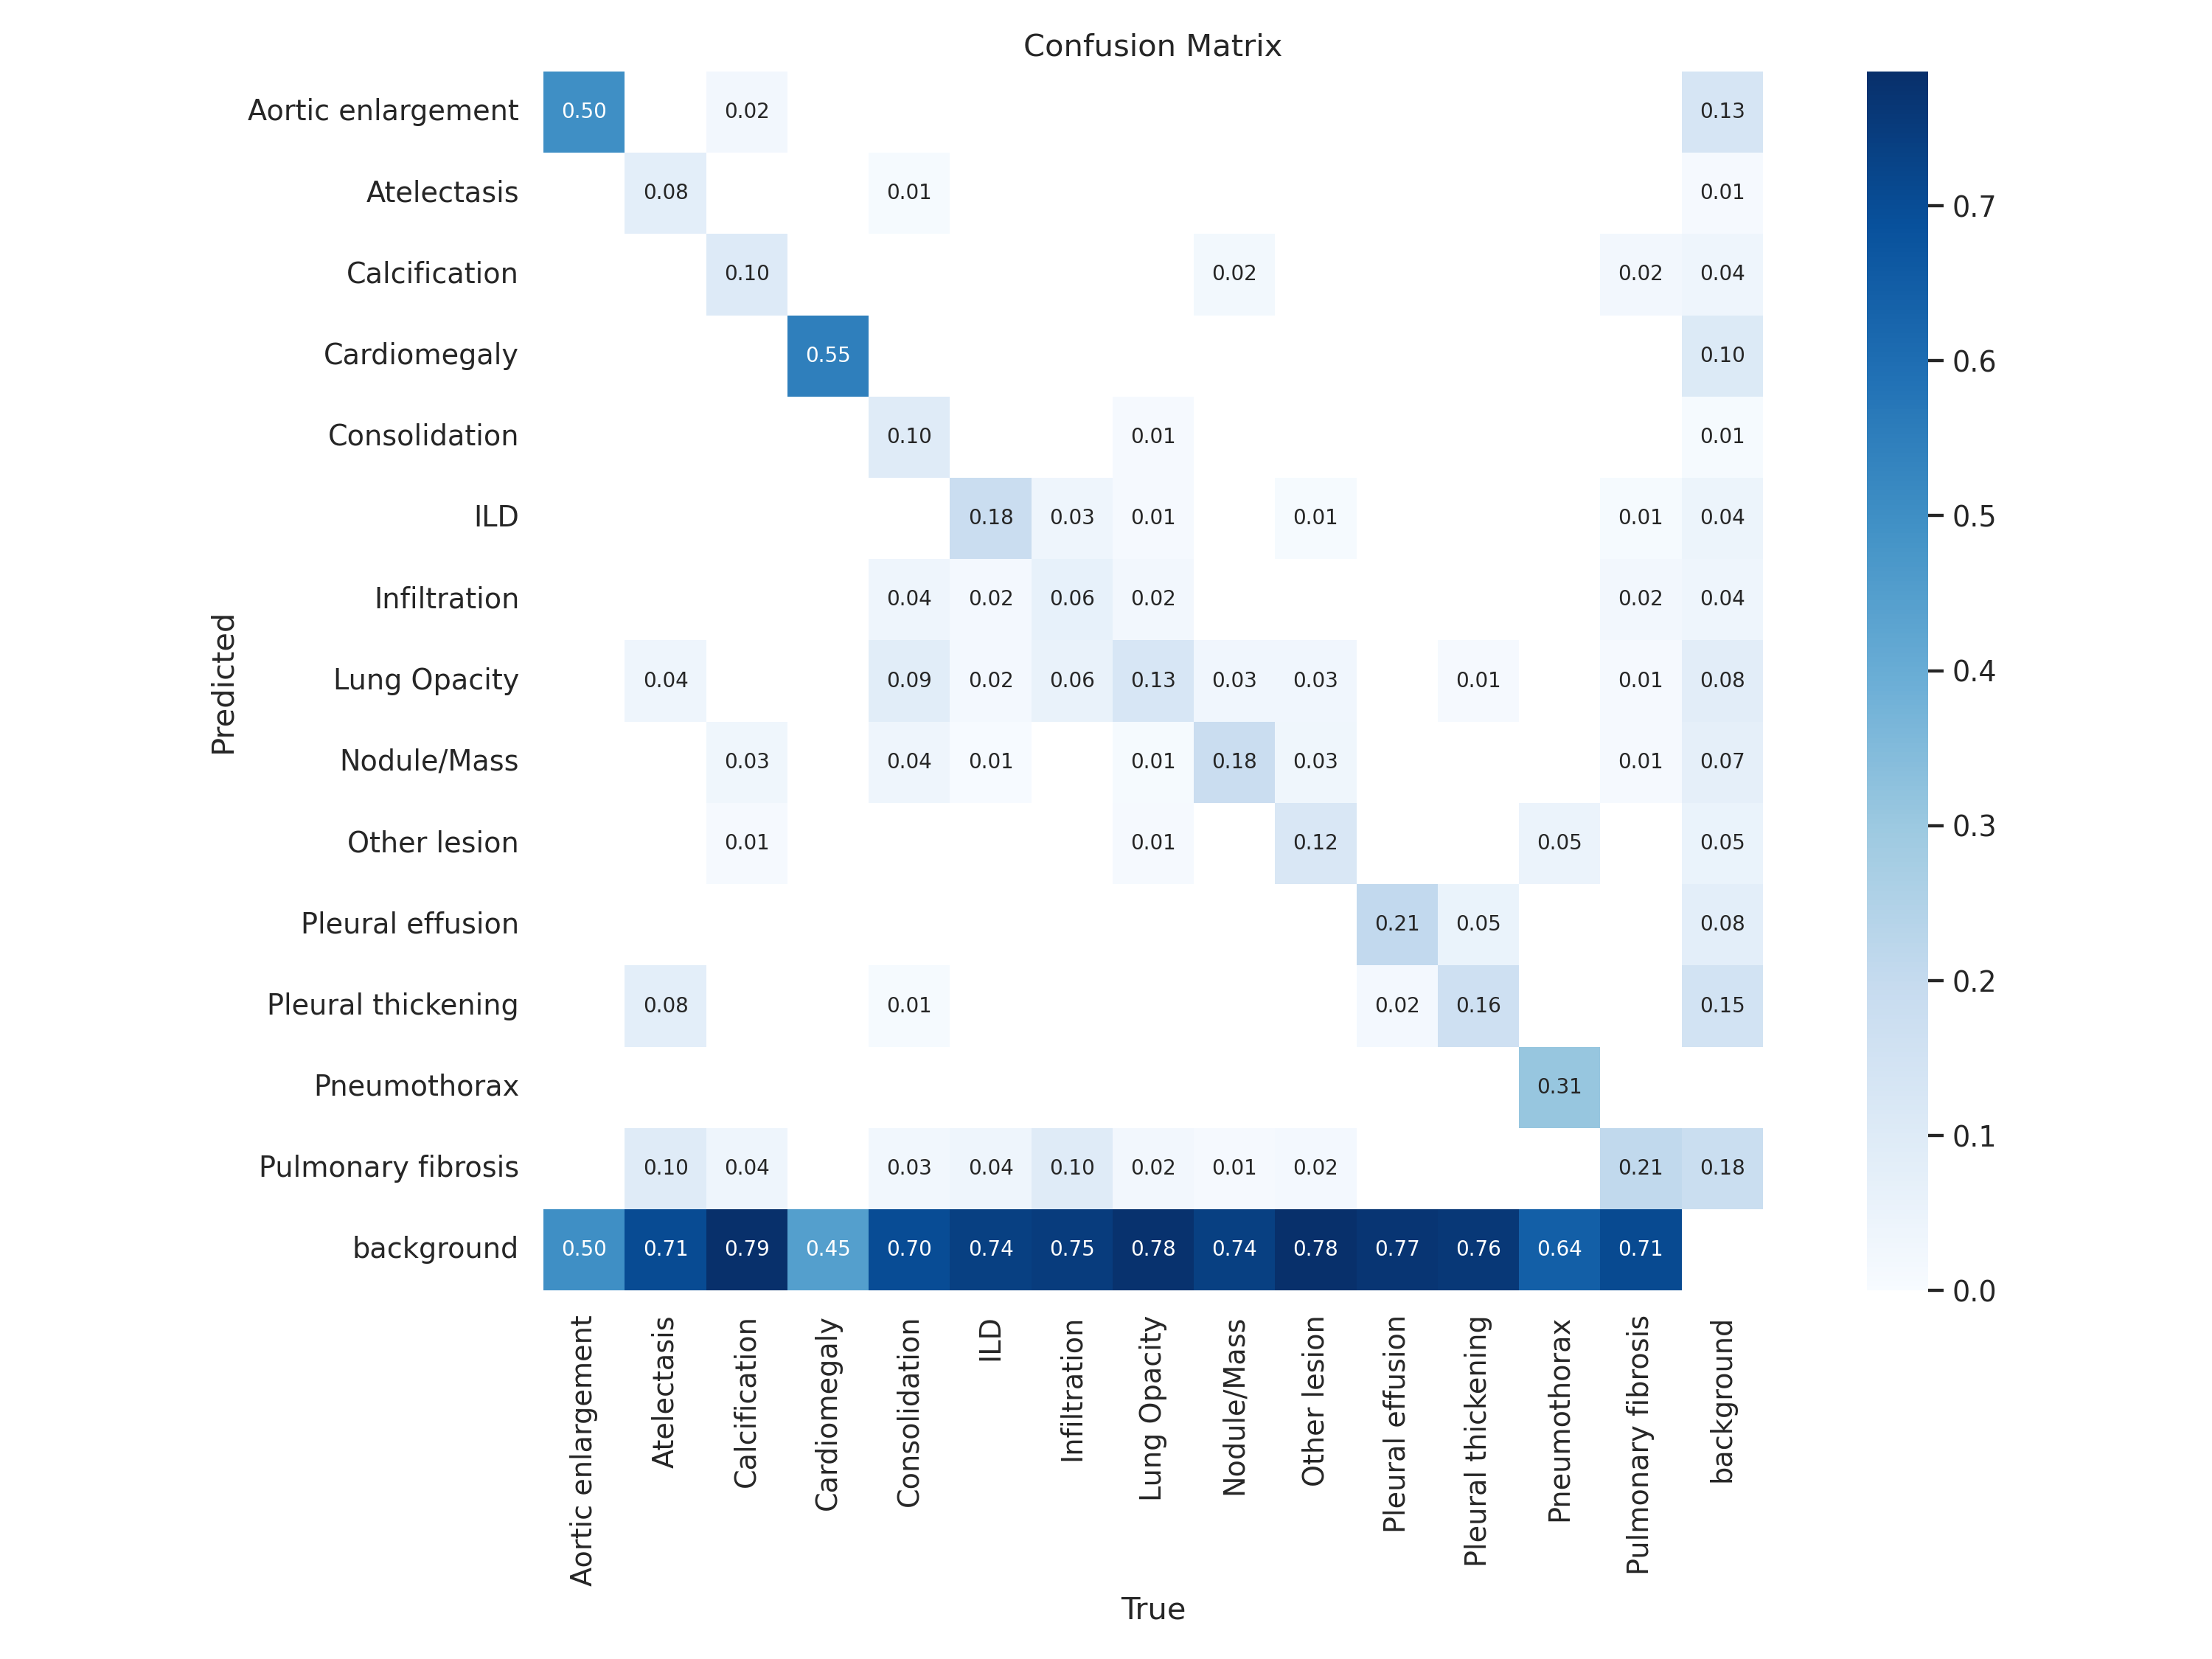 Confusion Matrix
Aortic enlargement 0.50 0.02 0.13
Atelectasis 0.08 0.01 0.01
Calcification 0.10 0.02 0.02 0.04
Cardiomegaly 0.55 0.10
Consolidation 0.10 0.01 0.01
ILD 0.18 0.03 0.01 0.01 0.01 0.04
Infiltration 0.04 0.02 0.06 0.02 0.02 0.04
Lung Opacity 0.04 0.09 0.02 0.06 0.13 0.03 0.03 0.01 0.01 0.08
Nodule/Mass 0.03 0.04 0.01 0.01 0.18 0.03 0.01 0.07
Other lesion 0.01 0.01 0.12 0.05 0.05
Pleural effusion 0.21 0.05 0.08
Pleural thickening 0.08 0.01 0.02 0.16 0.15
Pneumothorax 0.31
Pulmonary fibrosis 0.10 0.04 0.03 0.04 0.10 0.02 0.01 0.02 0.21 0.18
background 0.50 0.71 0.79 0.45 0.70 0.74 0.75 0.78 0.74 0.78 0.77 0.76 0.64 0.71
Predicted
Aortic enlargement
Atelectasis
Calcification
Cardiomegaly
Consolidation
ILD
Infiltration
Lung Opacity
Nodule/Mass
Other lesion
Pleural effusion
Pleural thickening
Pneumothorax
Pulmonary fibrosis
background
True
0.7
0.6
0.5
0.4
0.3
0.2
0.1
0.0